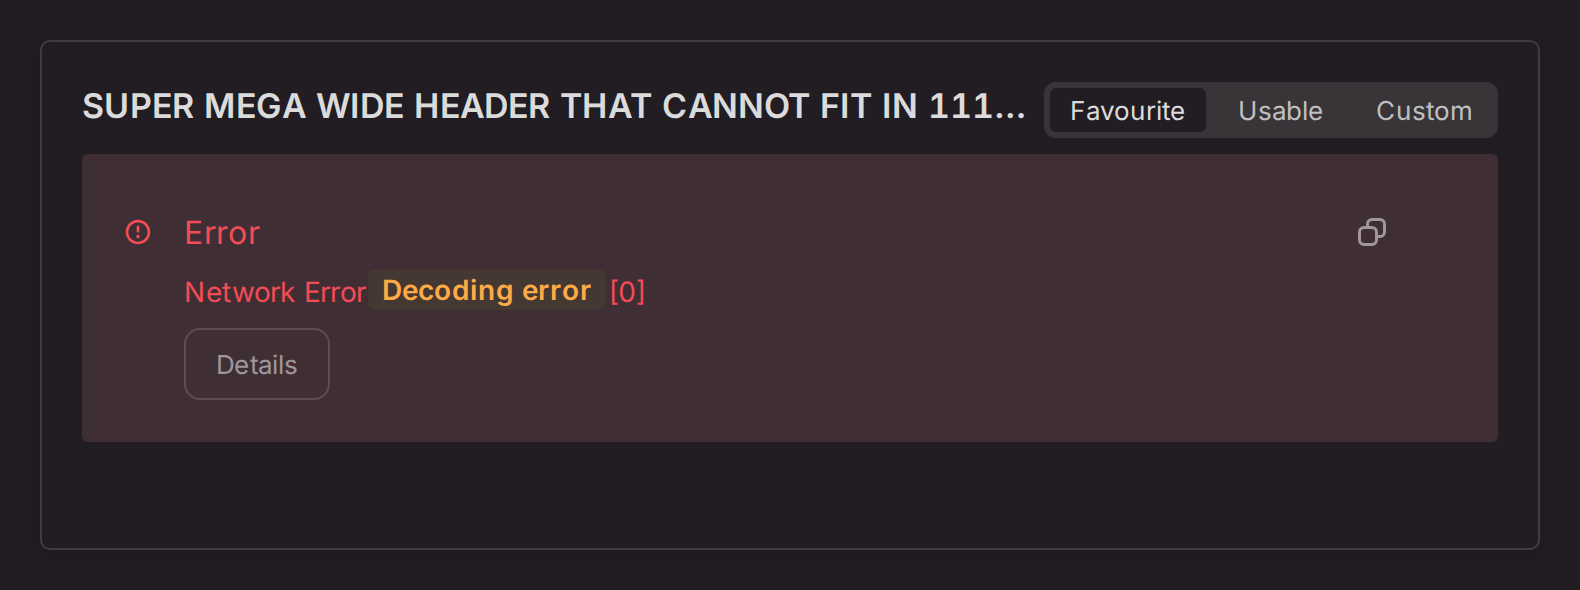 SUPER MEGA WIDE HEADER THAT CANNOT FIT IN 111... Favourite Usable Custom
Error
Network Error Decoding error [0]
Details